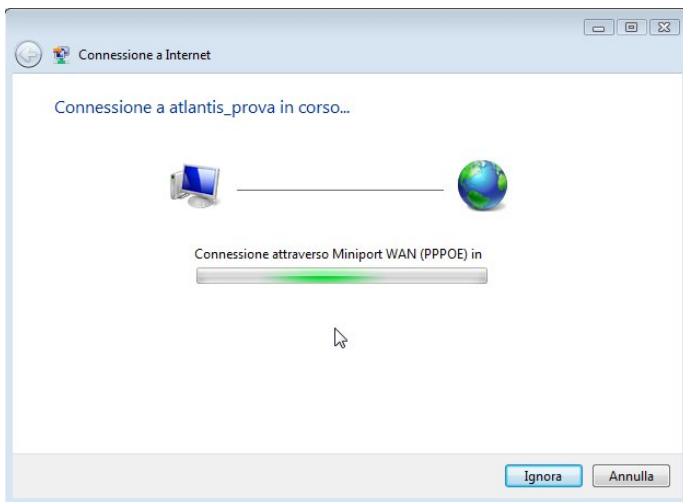 Connessione a Internet
Connessione a atlantis_prova in corso...
Connessione attraverso Miniport WAN (PPPOE) in
Ignora
Annulla